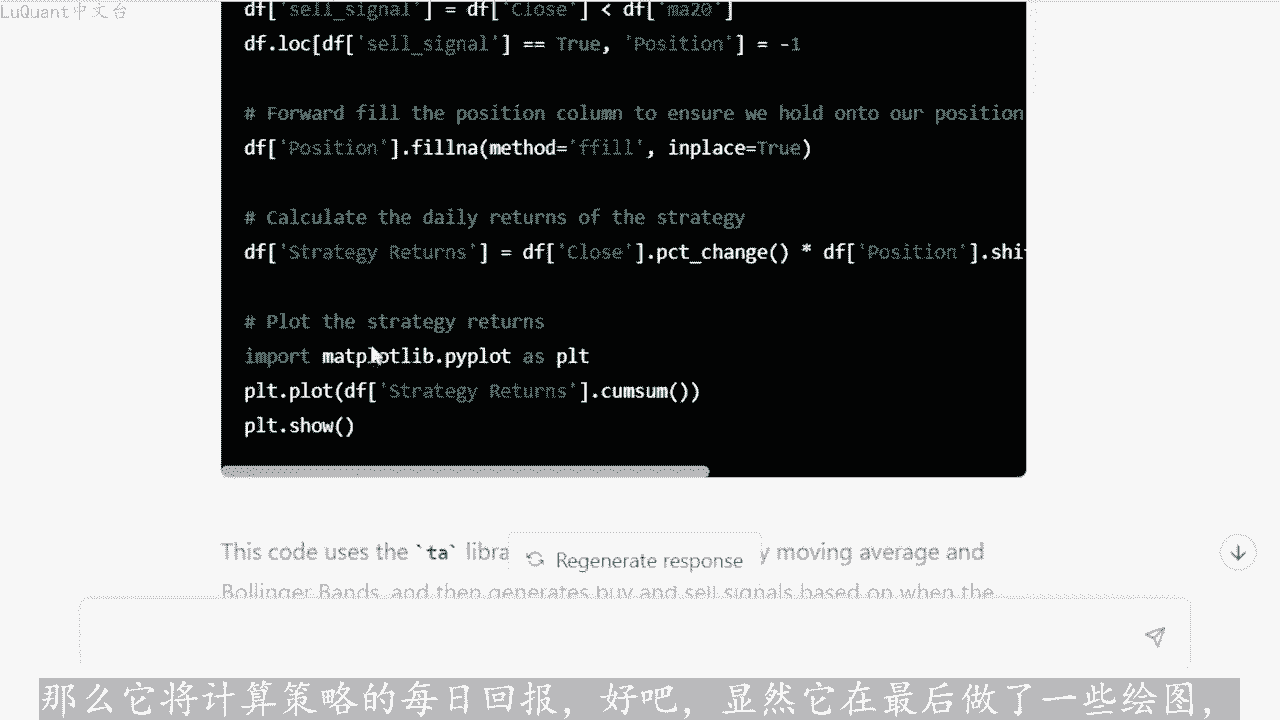 LuQuant中文台
df['sell_signal'] = df['Close'] < df['ma20']
df.loc[df['sell_signal'] == True, 'Position'] = -1
# Forward fill the position column to ensure we hold onto our position
df['Position'].fillna(method='ffill', inplace=True)
# Calculate the daily returns of the strategy
df['Strategy Returns'] = df['Close'].pct_change() * df['Position'].shi
# Plot the strategy returns
import matplotlib.pyplot as plt
plt.plot(df['Strategy Returns'].cumsum())
plt.show()
This code uses the `ta` libra y moving average and
Regenerate response
Bollinger Bands, and then generates buy and sell signals based on when the
那么它将计算策略的每日回报，好吧，显然它在最后做了一些绘图，